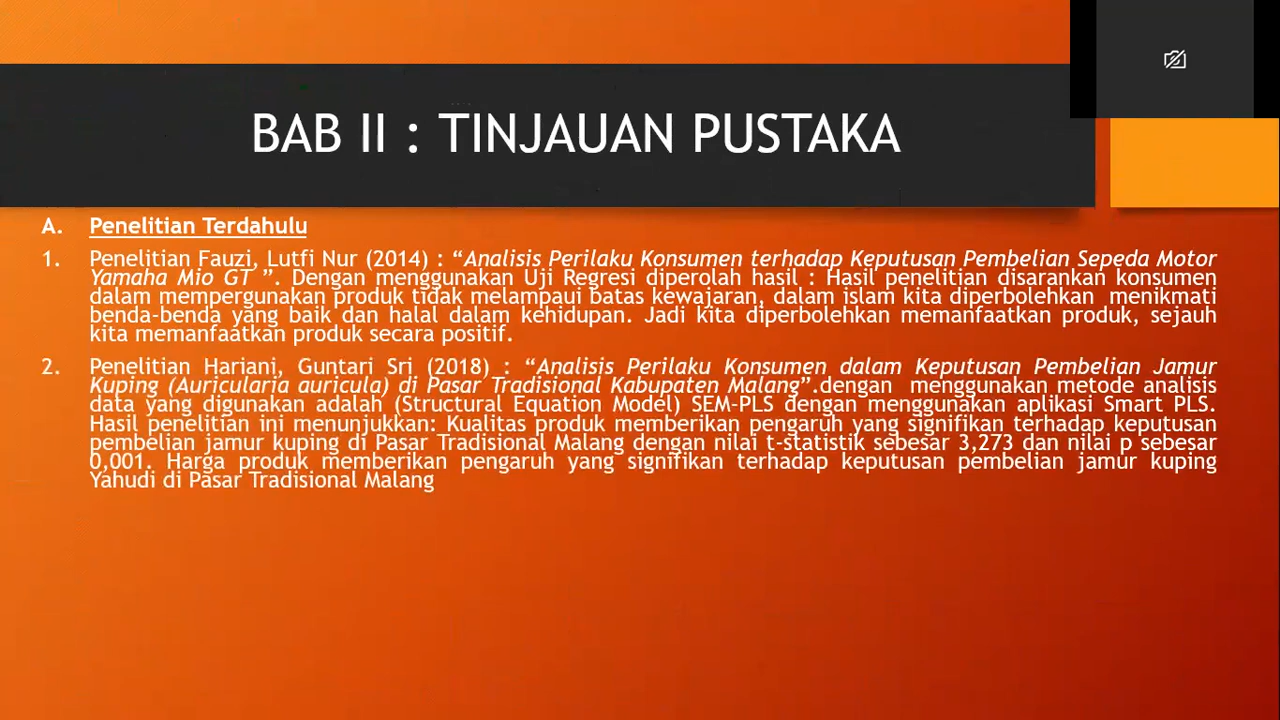 BAB II : TINJAUAN PUSTAKA
A. Penelitian Terdahulu
1. Penelitian Fauzi, Lutfi Nur (2014) : “Analisis Perilaku Konsumen terhadap Keputusan Pembelian Sepeda Motor
Yamaha Mio GT ”. Dengan menggunakan Uji Regresi diperolah hasil : Hasil penelitian disarankan konsumen
dalam mempergunakan produk tidak melampaui batas kewajaran, dalam islam kita diperbolehkan menikmati
benda-benda yang baik dan halal dalam kehidupan. Jadi kita diperbolehkan memanfaatkan produk, sejauh
kita memanfaatkan produk secara positif.
2. Penelitian Hariani, Guntari Sri (2018) : “Analisis Perilaku Konsumen dalam Keputusan Pembelian Jamur
Kuping (Auricularia auricula) di Pasar Tradisional Kabupaten Malang”.dengan menggunakan metode analisis
data yang digunakan adalah (Structural Equation Model) SEM-PLS dengan menggunakan aplikasi Smart PLS.
Hasil penelitian ini menunjukkan: Kualitas produk memberikan pengaruh yang signifikan terhadap keputusan
pembelian jamur kuping di Pasar Tradisional Malang dengan nilai t-statistik sebesar 3,273 dan nilai p sebesar
0,001. Harga produk memberikan pengaruh yang signifikan terhadap keputusan pembelian jamur kuping
Yahudi di Pasar Tradisional Malang